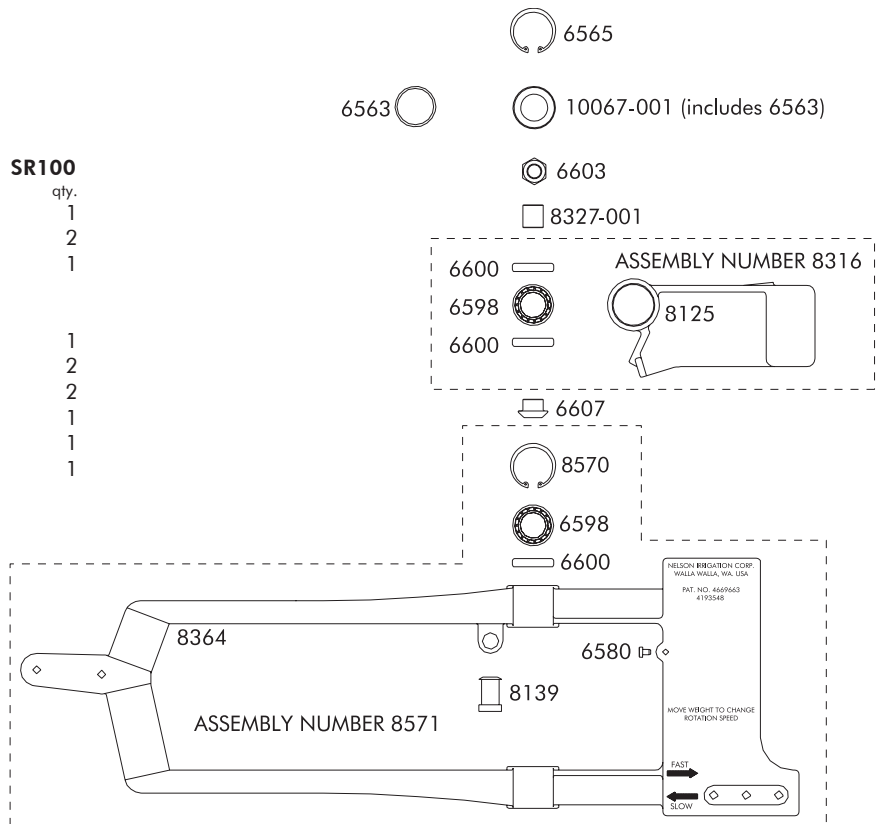 6565
6563
10067-001 (includes 6563)
SR100
qty.
6603
1
8327-001
2
1
ASSEMBLY NUMBER 8316
6600
6598
8125
6600
1
2
2
6607
1
1
8570
1
6598
6600
NELSON IRRIGATION CORP.
WALLA WALLA, WA. USA
PAT. NO. 4669663
4193548
8364
6580
8139
ASSEMBLY NUMBER 8571
MOVE WEIGHT TO CHANGE
ROTATION SPEED
FAST
SLOW